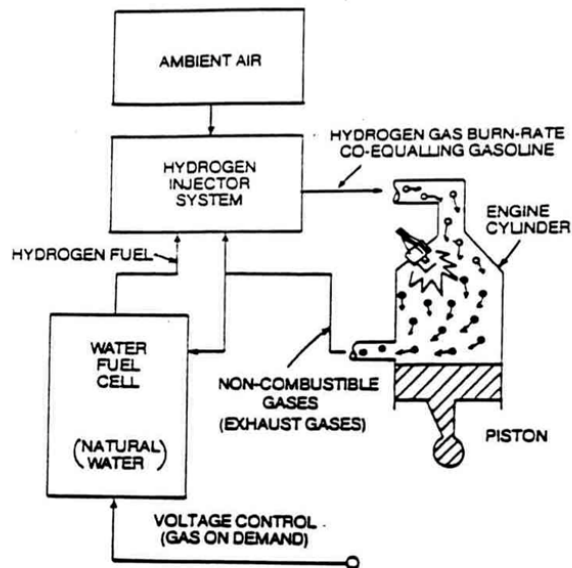 AMBIENT AIR
HYDROGEN GAS BURN-RATE
CO-EQUALLING GASOLINE
HYDROGEN
INJECTOR
SYSTEM
ENGINE
CYLINDER
HYDROGEN FUEL
WATER
FUEL
CELL
(NATURAL
WATER)
NON-COMBUSTIBLE
GASES
(EXHAUST GASES)
PISTON
VOLTAGE CONTROL
(GAS ON DEMAND)